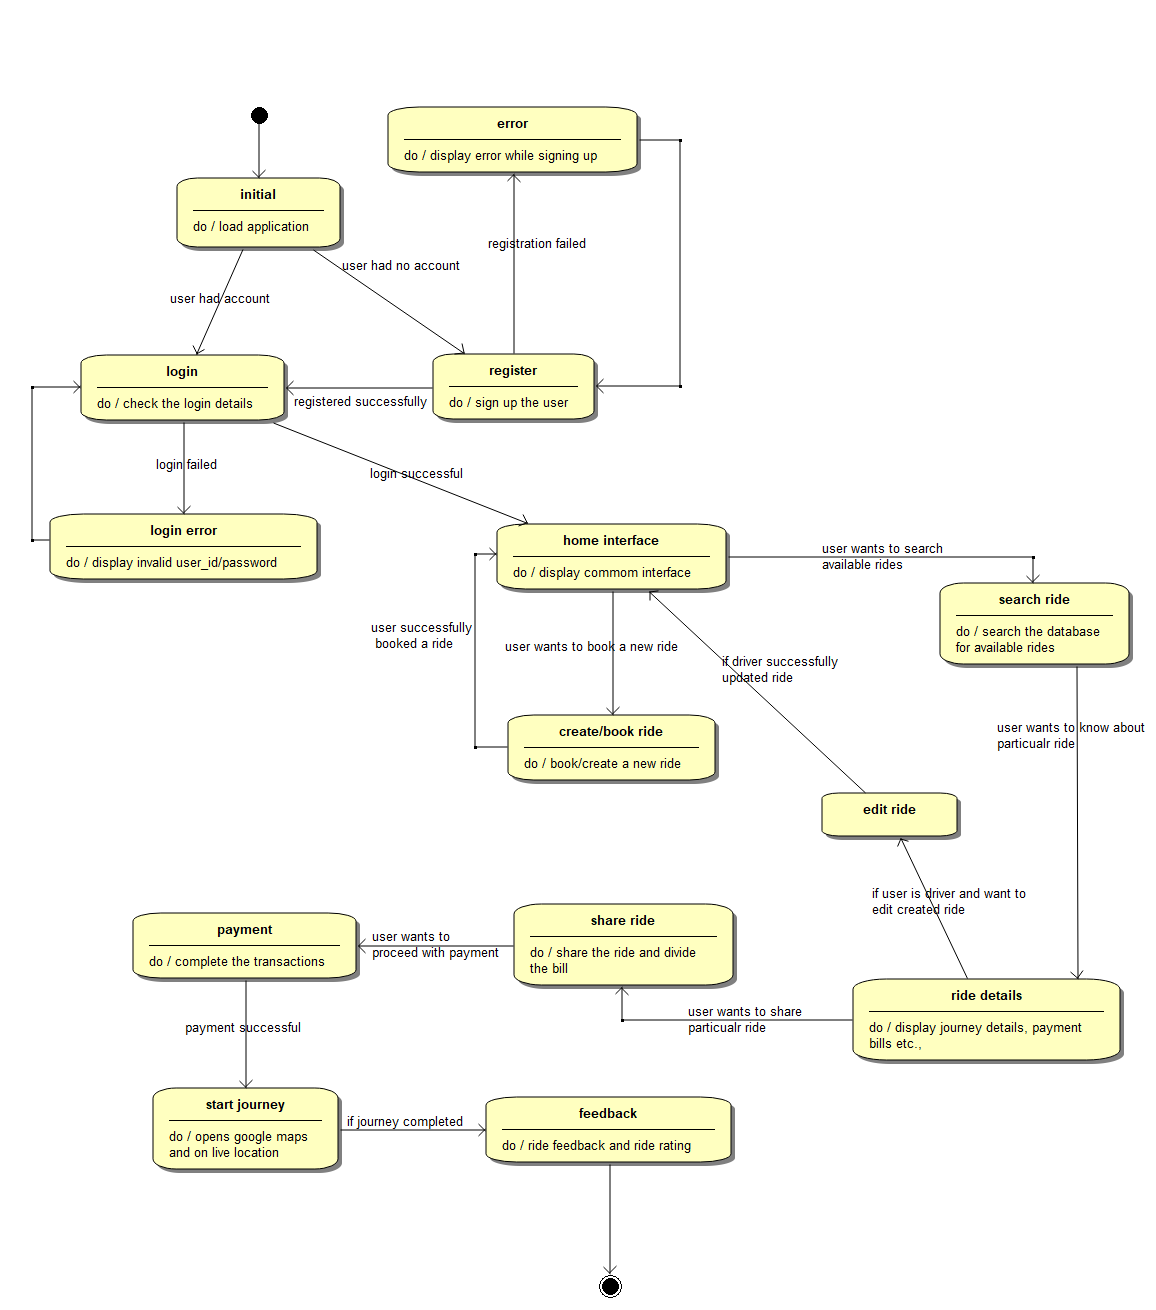 error
do / display error while signing up
initial
do / load application
registration failed
user had no account
user had account
login
do / check the login details
register
do / sign up the user
registered successfully
login failed
login successful
login error
do / display invalid user_id/password
home interface
do / display commom interface
user wants to search
available rides
search ride
do / search the database
for available rides
user successfully
booked a ride
user wants to book a new ride
if driver successfully
updated ride
create/book ride
do / book/create a new ride
user wants to know about
particualr ride
edit ride
if user is driver and want to
edit created ride
share ride
do / share the ride and divide
the bill
payment
do / complete the transactions
user wants to
proceed with payment
ride details
do / display journey details, payment
bills etc.,
user wants to share
particualr ride
payment successful
start journey
do / opens google maps
and on live location
if journey completed
feedback
do / ride feedback and ride rating